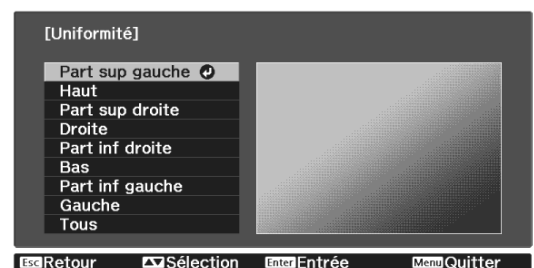 [Uniformité]
Part sup gauche
Haut
Part sup droite
Droite
Part inf droite
Bas
Part inf gauche
Gauche
Tous
Esc Retour Sélection Enter Entrée Menu Quitter